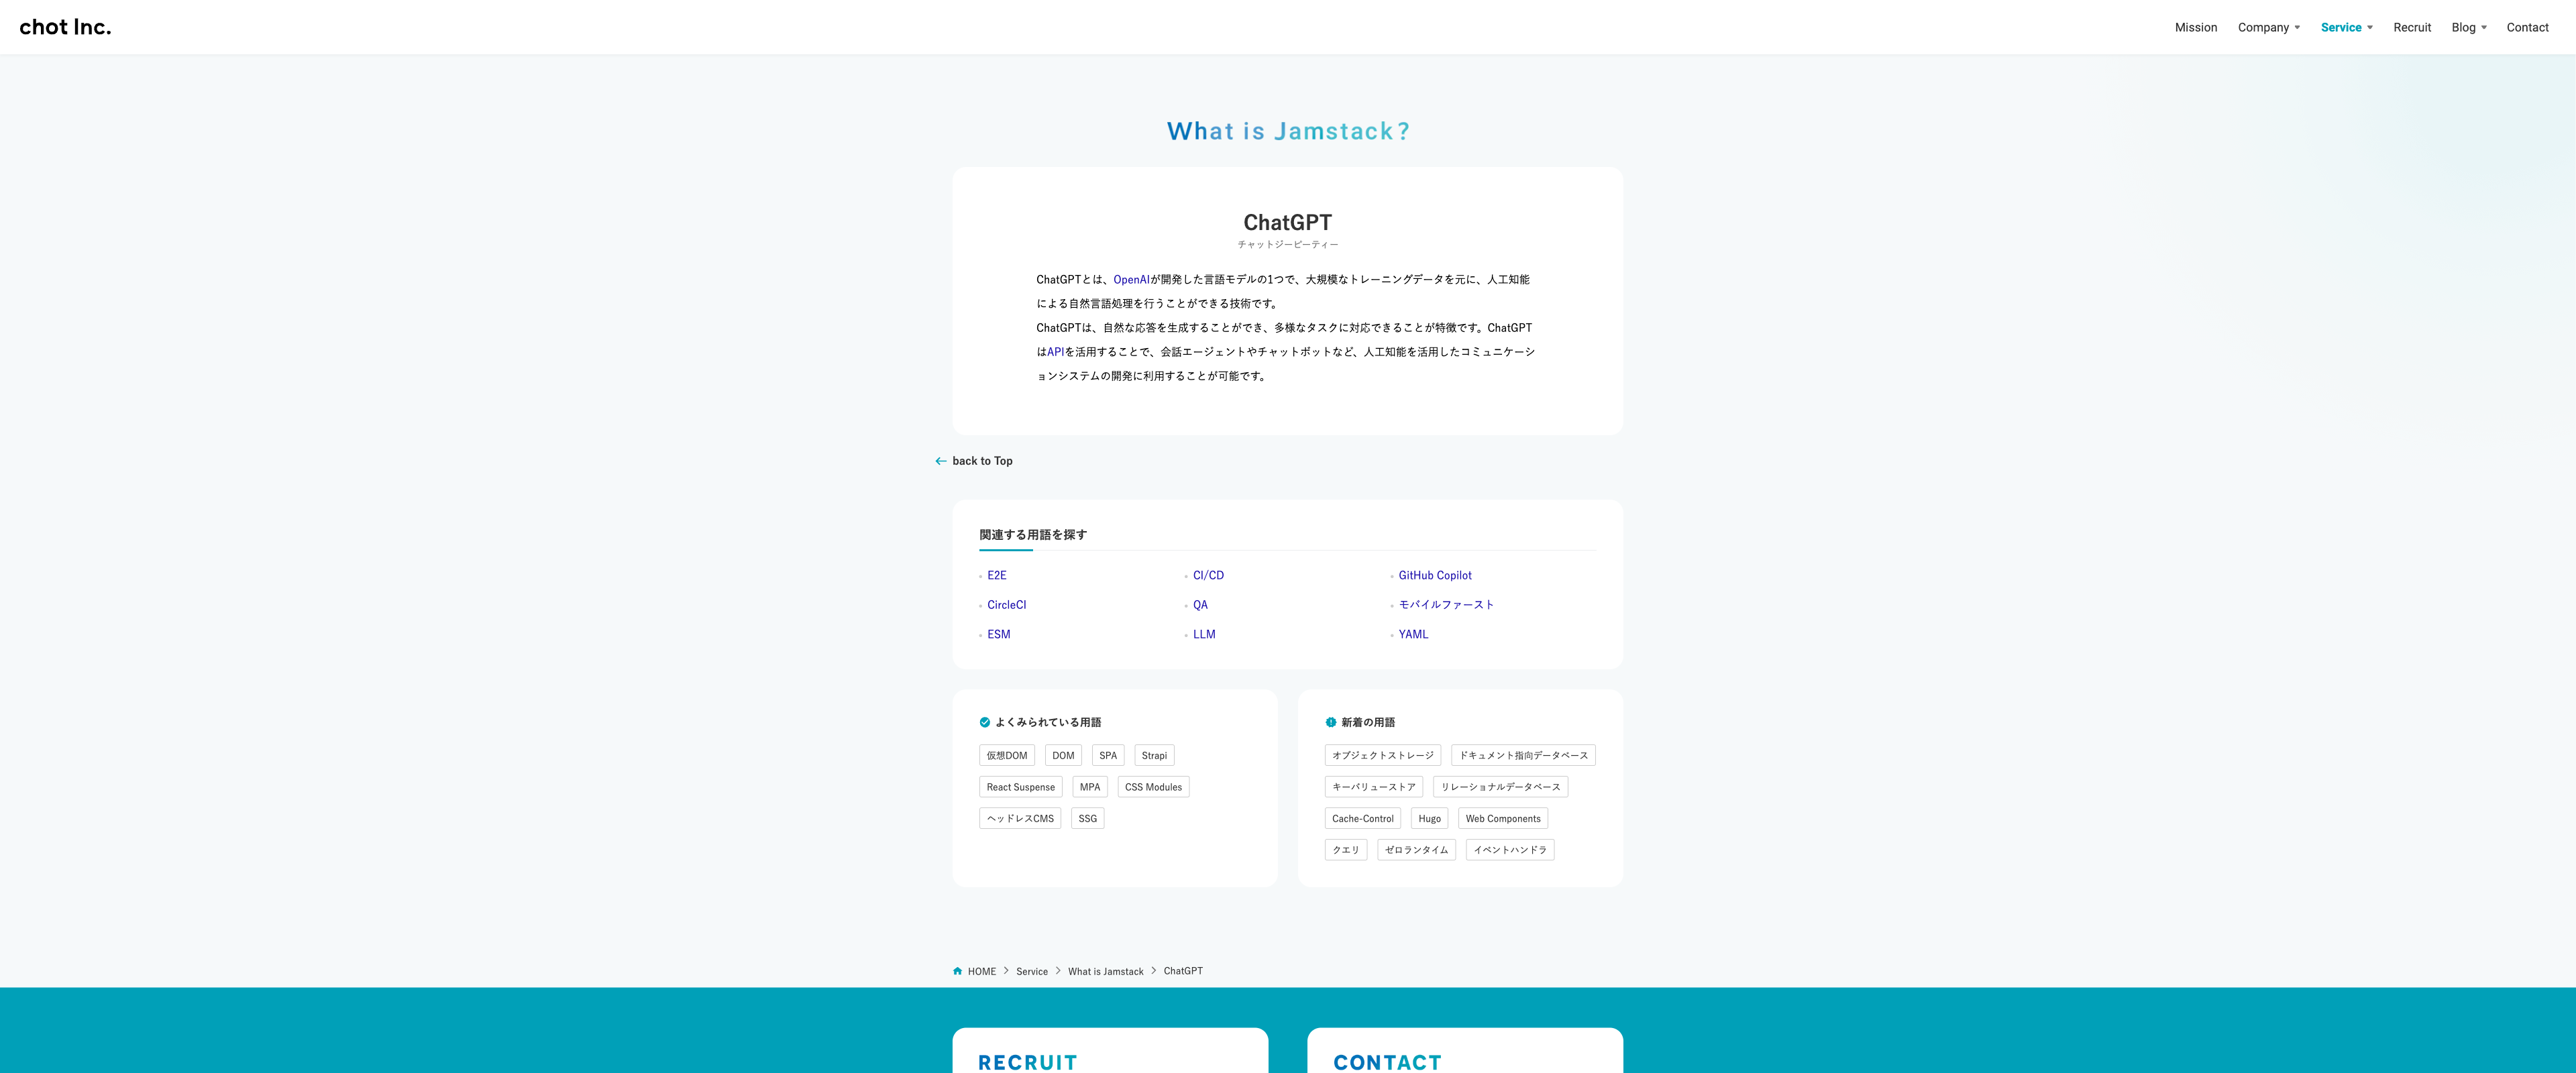 chot Inc.
Mission Company Service Recruit Blog Contact
What is Jamstack?
ChatGPT
チャットジーピーティー
ChatGPTとは、OpenAIが開発した言語モデルの1つで、大規模なトレーニングデータを元に、人工知能
による自然言語処理を行うことができる技術です。
ChatGPTは、自然な応答を生成することができ、多様なタスクに対応できることが特徴です。ChatGPT
はAPIを活用することで、会話エージェントやチャットボットなど、人工知能を活用したコミュニケーシ
ョンシステムの開発に利用することが可能です。
back to Top
関連する用語を探す
E2E CI/CD GitHub Copilot
CircleCI QA モバイルファースト
ESM LLM YAML
よくみられている用語
仮想DOM DOM SPA Strapi
React Suspense MPA CSS Modules
ヘッドレスCMS SSG
新着の用語
オブジェクトストレージ ドキュメント指向データベース
キーバリューストア リレーショナルデータベース
Cache-Control Hugo Web Components
クエリ ゼロランタイム イベントハンドラ
HOME Service What is Jamstack ChatGPT
RECRUIT
CONTACT